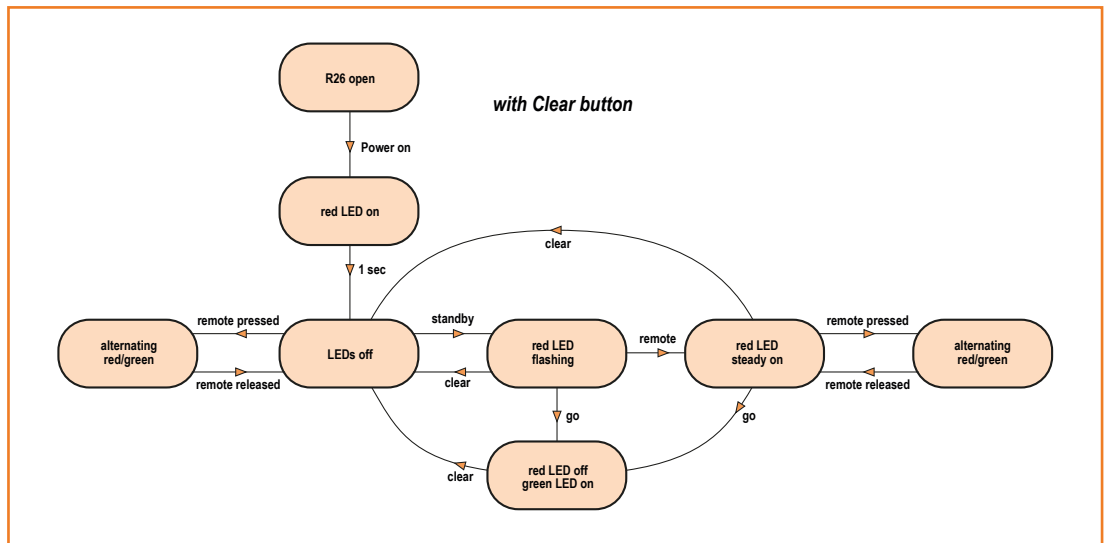 R26 open
with Clear button
Power on
red LED on
clear
1 sec
remote pressed
standby
remote pressed
alternating
red/green
LEDs off
red LED
flashing
remote
red LED
steady on
alternating
red/green
remote released
clear
remote released
go
go
clear
red LED off
green LED on